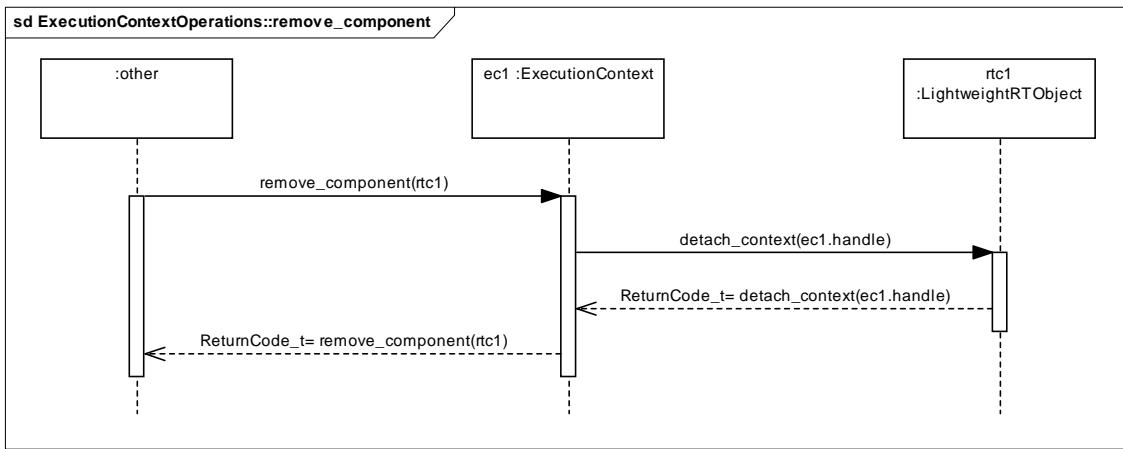 sd ExecutionContextOperations::remove_component
:other
ec1 :ExecutionContext
rtc1
:LightweightRTObject
remove_component(rtc1)
detach_context(ec1.handle)
ReturnCode_t= detach_context(ec1.handle)
ReturnCode_t= remove_component(rtc1)